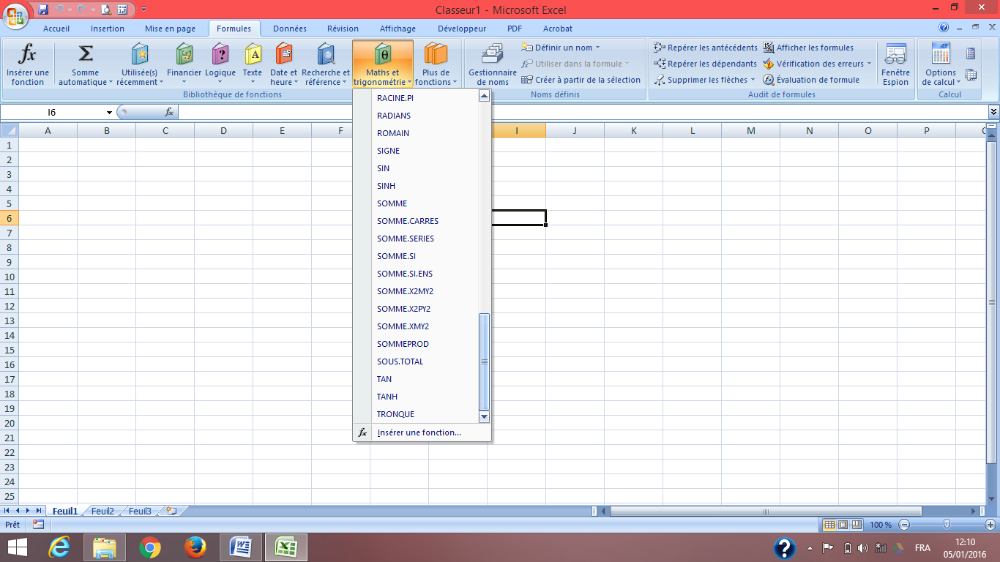 Classeur1 - Microsoft Excel
Accueil Insertion Mise en page Formules Données Révision Affichage Développeur PDF Acrobat
fx Σ ? A θ
Insérer une fonction
Somme automatique
Utilisée(s) récemment
Financier
Logique
Texte
Date et heure
Recherche et référence
Maths et trigonométrie
Plus de fonctions
Bibliothèque de fonctions
Gestionnaire de noms
Définir un nom
Utiliser dans la formule
Créer à partir de la sélection
Noms définis
Repérer les antécédents
Repérer les dépendants
Supprimer les flèches
Afficher les formules
Vérification des erreurs
Évaluation de formule
Fenêtre Espion
Audit de formules
Options de calcul
Calcul
I6 fx
A B C D E F I J K L M N O P
1
2
3
4
5
6
7
8
9
10
11
12
13
14
15
16
17
18
19
20
21
22
23
24
25
RACINE.PI
RADIANS
ROMAIN
SIGNE
SIN
SINH
SOMME
SOMME.CARRES
SOMME.SERIES
SOMME.SI
SOMME.SI.ENS
SOMME.X2MY2
SOMME.X2PY2
SOMME.XMY2
SOMMEPROD
SOUS.TOTAL
TAN
TANH
TRONQUE
fx Insérer une fonction...
Feuil1 Feuil2 Feuil3
Prêt 100 %
FRA 12:10
05/01/2016